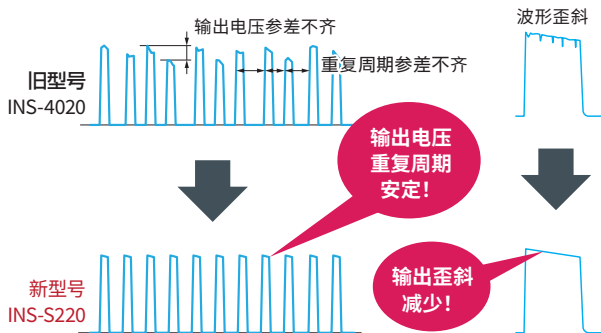 输出电压参差不齐
波形歪斜
重复周期参差不齐
旧型号
INS-4020
输出电压
重复周期
安定！
新型号
INS-S220
输出歪斜
减少！